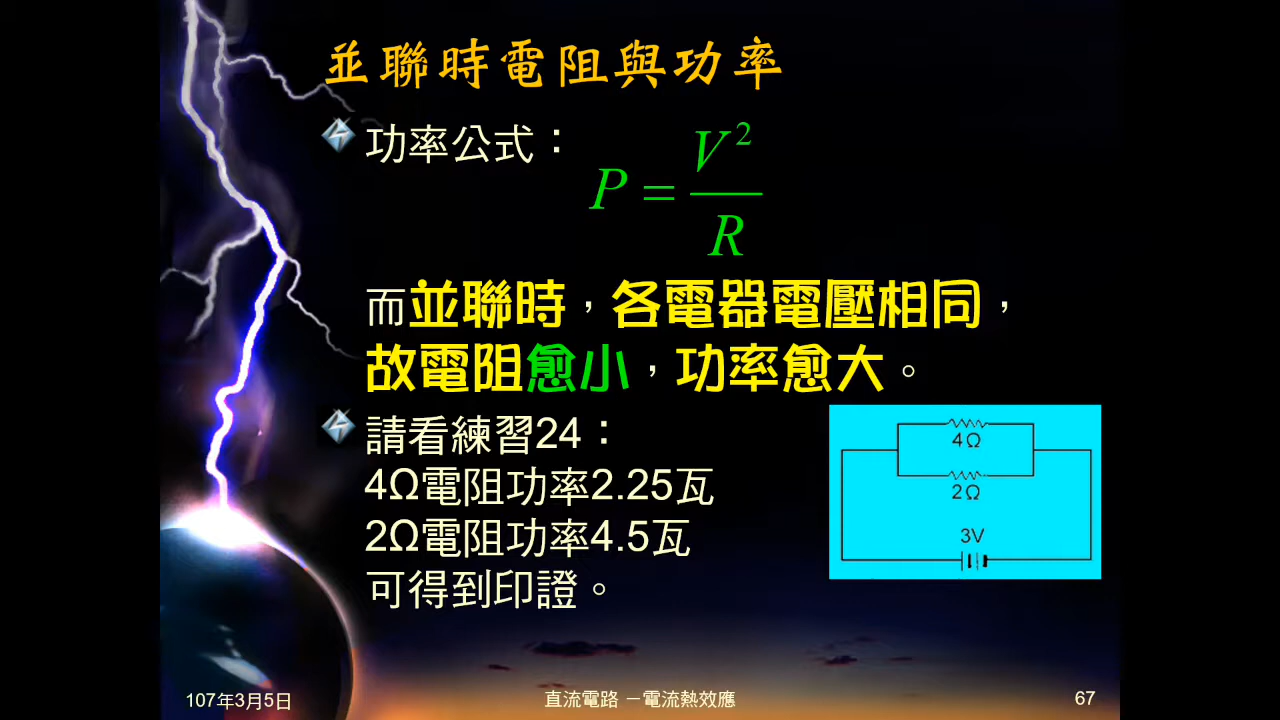 並聯時電阻與功率
功率公式：
P = V² / R
而並聯時，各電器電壓相同，
故電阻愈小，功率愈大。
請看練習24：
4Ω電阻功率2.25瓦
2Ω電阻功率4.5瓦
可得到印證。
4Ω
2Ω
3V
107年3月5日
直流電路 －電流熱效應
67